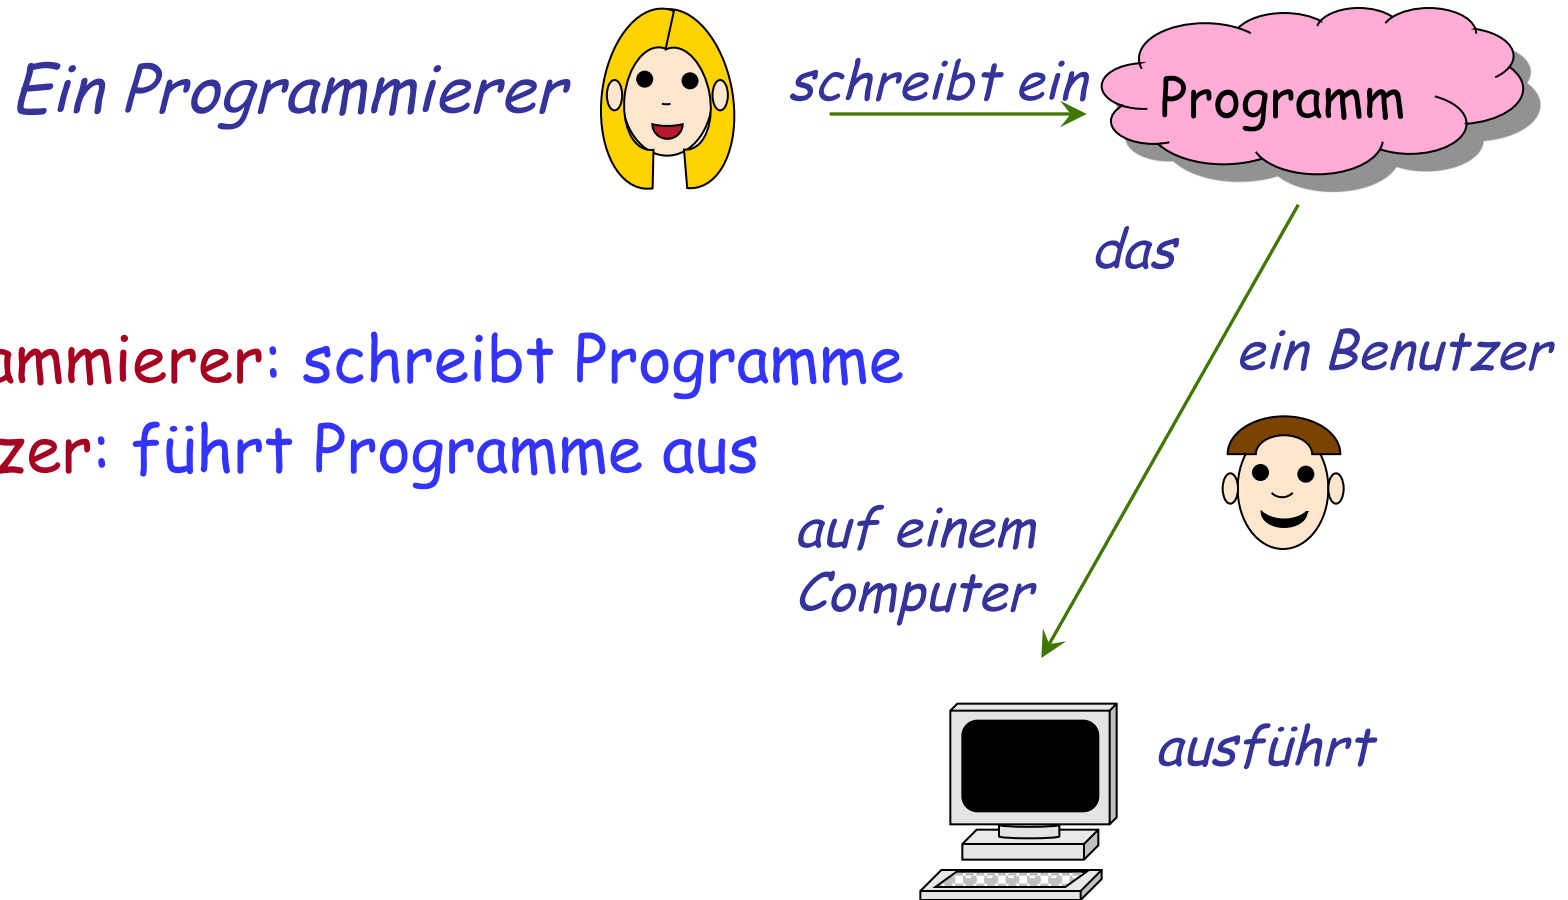 Ein Programmierer
schreibt ein
Programm
das
ein Benutzer
ammierer: schreibt Programme
zer: führt Programme aus
auf einem
Computer
ausführt